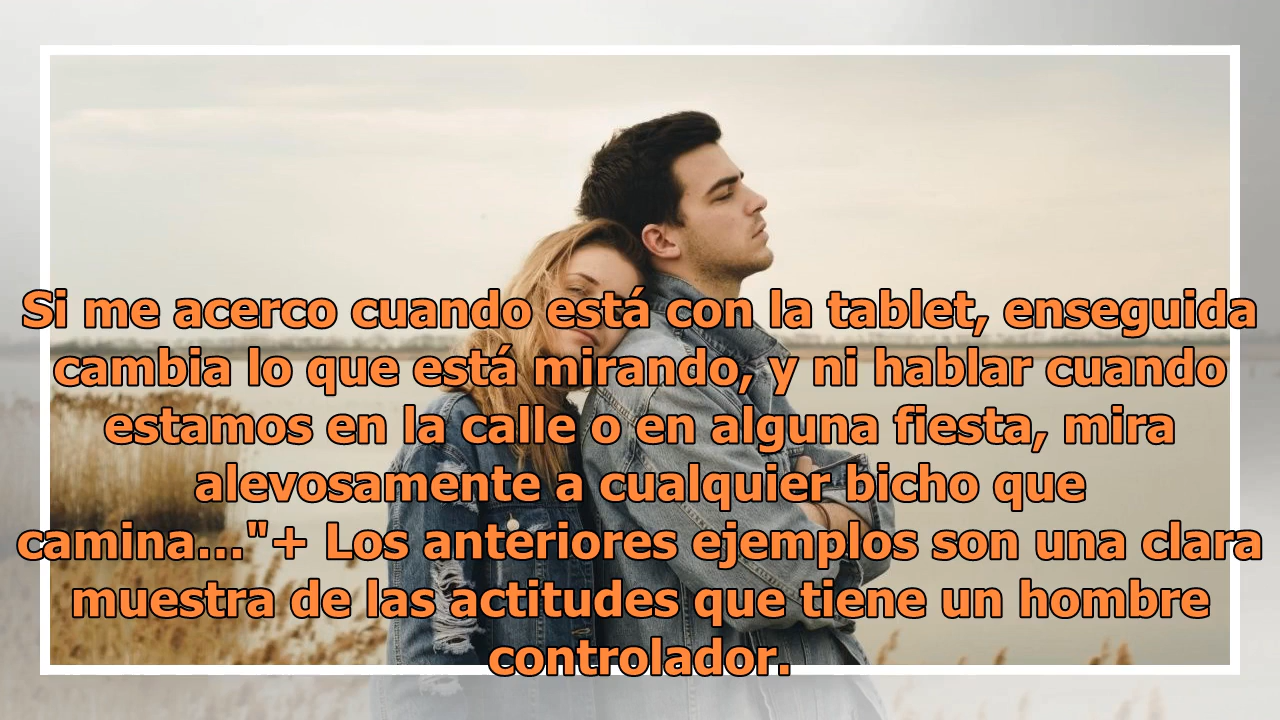 Si me acerco cuando está con la tablet, enseguida
cambia lo que está mirando, y ni hablar cuando
estamos en la calle o en alguna fiesta, mira
alevosamente a cualquier bicho que
camina..."+ Los anteriores ejemplos son una clara
muestra de las actitudes que tiene un hombre
controlador.